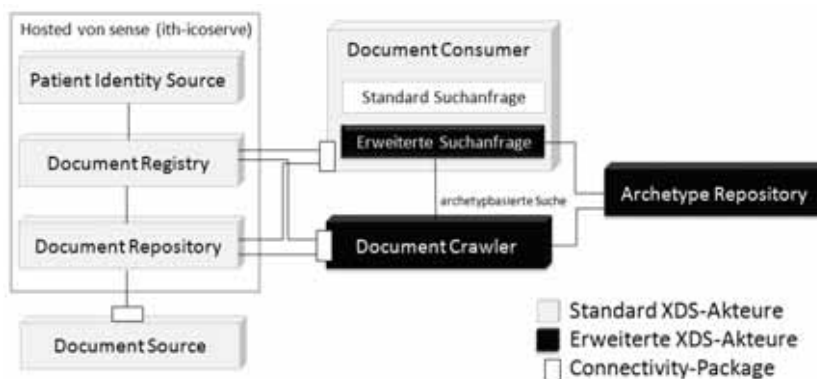 Hosted von sense (ith-icoserve)
Patient Identity Source
Document Registry
Document Repository
Document Source
Document Consumer
Standard Suchanfrage
Erweiterte Suchanfrage
archetypbasierte Suche
Document Crawler
Archetype Repository
Standard XDS-Akteure
Erweiterte XDS-Akteure
Connectivity-Package